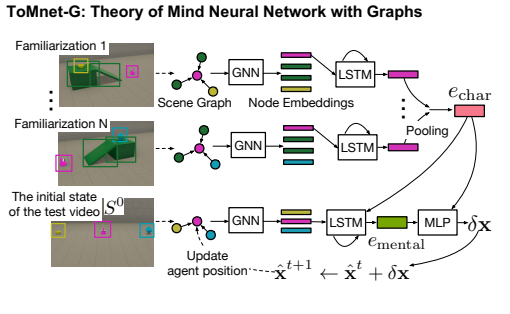 ToMnet-G: Theory of Mind Neural Network with Graphs
Familiarization 1
GNN
LSTM
Scene Graph
Node Embeddings
e_char
Pooling
Familiarization N
GNN
LSTM
The initial state
of the test video S^0
GNN
LSTM
MLP
δx
e_mental
Update
agent position
x̂^{t+1} ← x̂^t + δx